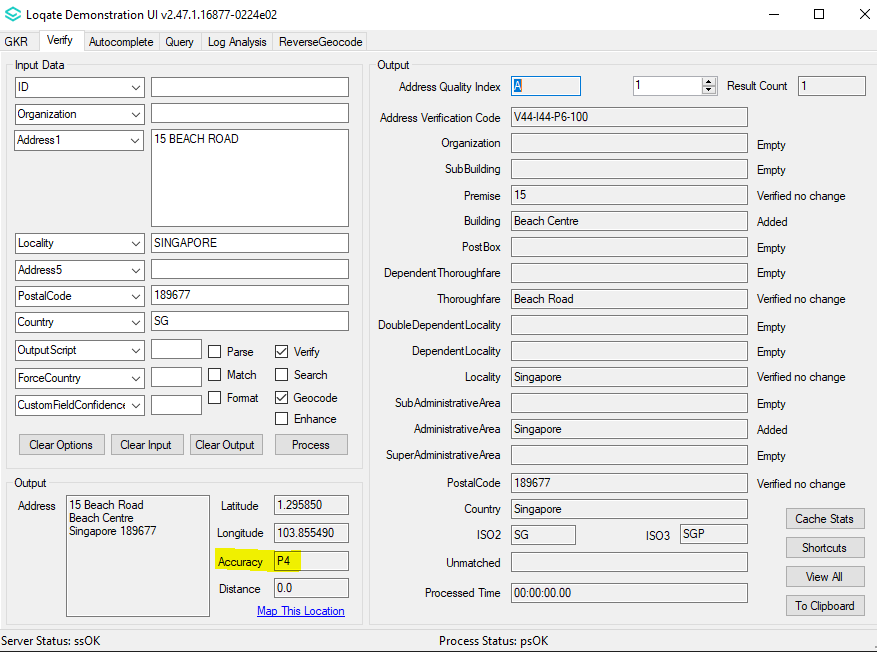 Loqate Demonstration UI v2.47.1.16877-0224e02
GKR Verify Autocomplete Query Log Analysis ReverseGeocode
Input Data
ID
Organization
Address1 15 BEACH ROAD
Locality SINGAPORE
Address5
PostalCode 189677
Country SG
OutputScript Parse Verify
ForceCountry Match Search
CustomFieldConfidence Format Geocode
Enhance
Clear Options Clear Input Clear Output Process
Output
Address 15 Beach Road
Beach Centre
Singapore 189677
Latitude 1.295850
Longitude 103.855490
Accuracy P4
Distance 0.0
Map This Location
Output
Address Quality Index A 1 Result Count 1
Address Verification Code V44-I44-P6-100
Organization Empty
SubBuilding Empty
Premise 15 Verified no change
Building Beach Centre Added
PostBox Empty
DependentThoroughfare Empty
Thoroughfare Beach Road Verified no change
DoubleDependentLocality Empty
DependentLocality Empty
Locality Singapore Verified no change
SubAdministrativeArea Empty
AdministrativeArea Singapore Added
SuperAdministrativeArea Empty
PostalCode 189677 Verified no change
Country Singapore
ISO2 SG ISO3 SGP
Unmatched
Processed Time 00:00:00.00
Cache Stats
Shortcuts
View All
To Clipboard
Server Status: ssOK Process Status: psOK